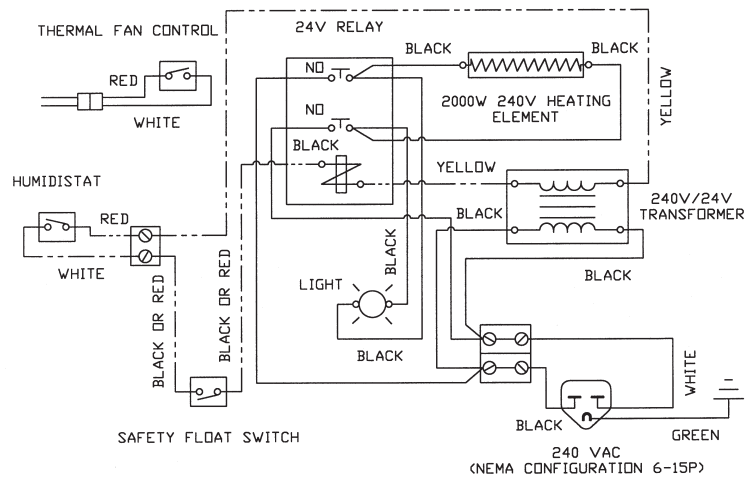 THERMAL FAN CONTROL
24V RELAY
RED
WHITE
NO
NO
BLACK
BLACK
BLACK
2000W 240V HEATING
ELEMENT
YELLOW
YELLOW
HUMIDISTAT
RED
WHITE
240V/24V
TRANSFORMER
BLACK
BLACK
BLACK
LIGHT
BLACK
BLACK OR RED
BLACK OR RED
SAFETY FLOAT SWITCH
WHITE
BLACK
GREEN
240 VAC
(NEMA CONFIGURATION 6-15P)